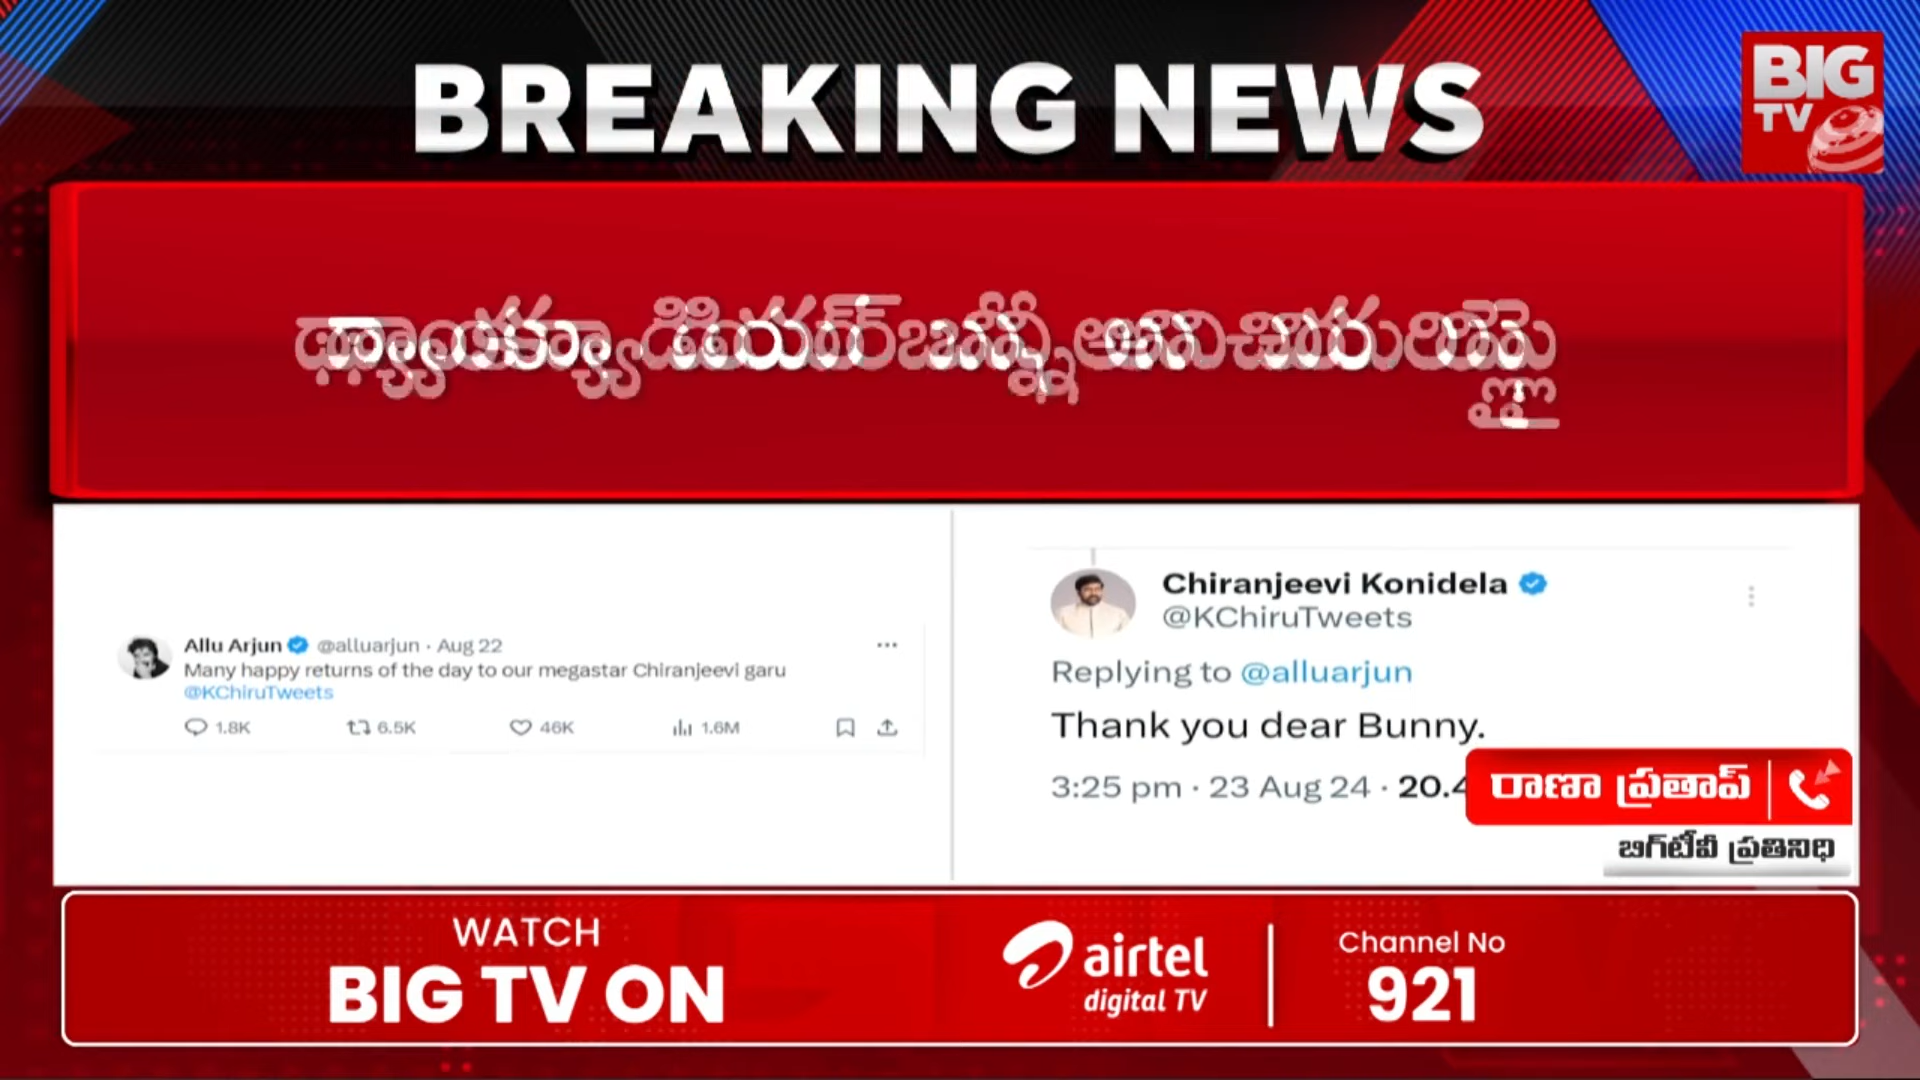 BREAKING NEWS
BIG
TV
థ్యాంక్యూ డియర్ బన్నీ అని చిరు రిప్లై
Allu Arjun @alluarjun · Aug 22
Many happy returns of the day to our megastar Chiranjeevi garu
@KChiruTweets
1.8K 6.5K 46K 1.6M
Chiranjeevi Konidela
@KChiruTweets
Replying to @alluarjun
Thank you dear Bunny.
3:25 pm · 23 Aug 24 · 20.4
రాణా ప్రతాప్
బిగ్‌టీవీ ప్రతినిధి
WATCH
BIG TV ON
airtel
digital TV
Channel No
921